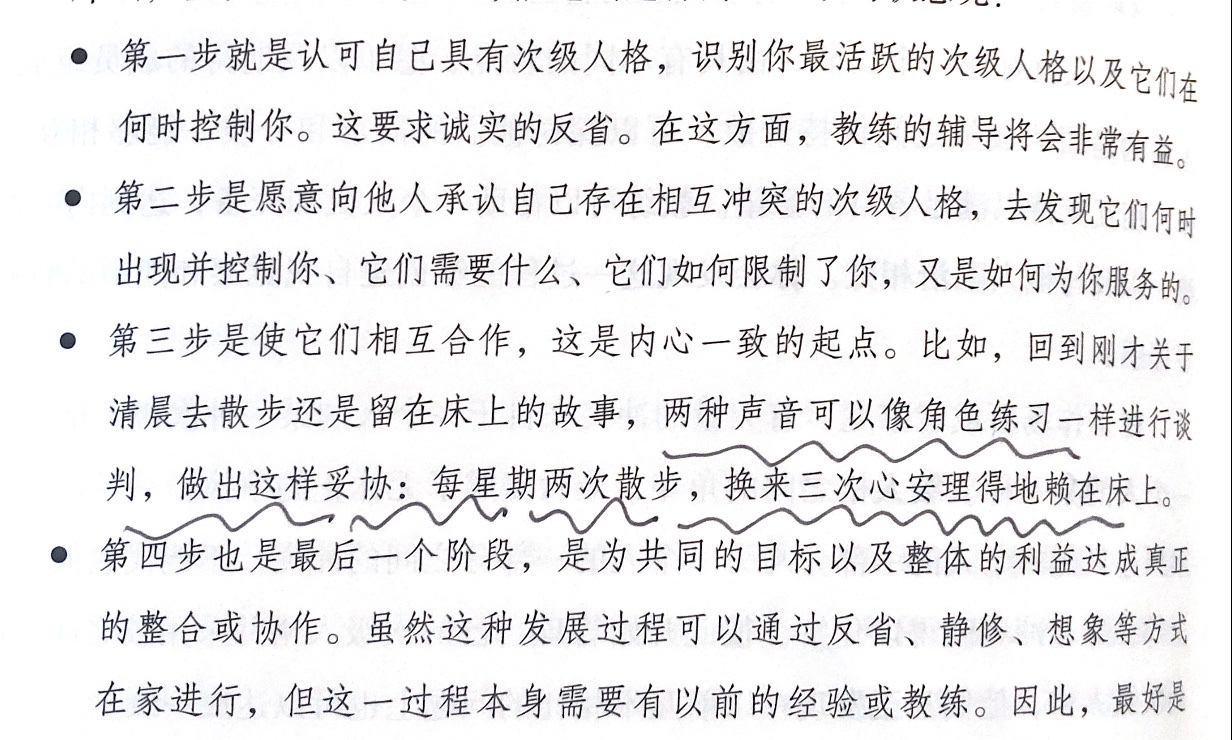 • 第一步就是认可自己具有次级人格，识别你最活跃的次级人格以及它们在
何时控制你。这要求诚实的反省。在这方面，教练的辅导将会非常有益。
• 第二步是愿意向他人承认自己存在相互冲突的次级人格，去发现它们何时
出现并控制你、它们需要什么、它们如何限制了你，又是如何为你服务的。
• 第三步是使它们相互合作，这是内心一致的起点。比如，回到刚才关于
清晨去散步还是留在床上的故事，两种声音可以像角色练习一样进行谈
判，做出这样妥协：每星期两次散步，换来三次心安理得地赖在床上。
• 第四步也是最后一个阶段，是为共同的目标以及整体的利益达成真正
的整合或协作。虽然这种发展过程可以通过反省、静修、想象等方式
在家进行，但这一过程本身需要有以前的经验或教练。因此，最好是